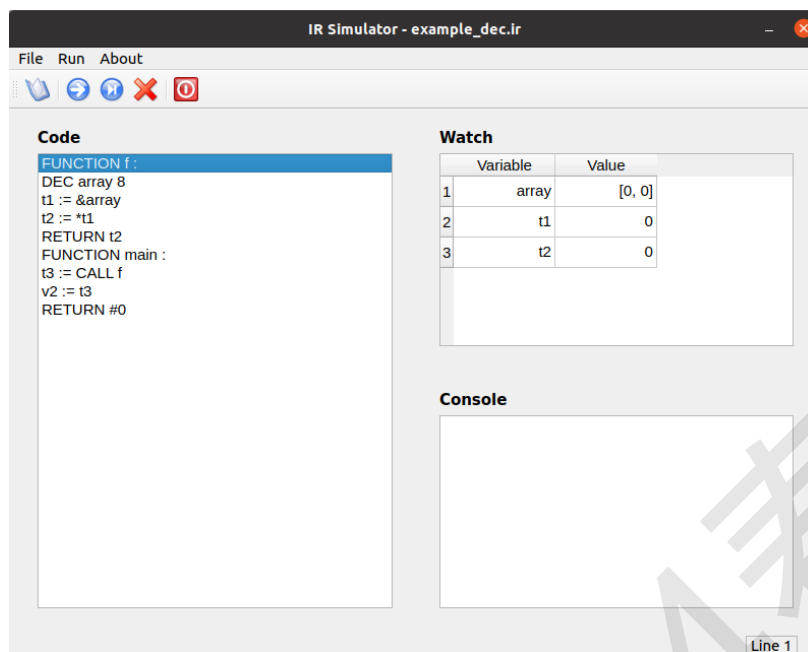 IR Simulator - example_dec.ir
File Run About
Code
FUNCTION f :
DEC array 8
t1 := &array
t2 := *t1
RETURN t2
FUNCTION main :
t3 := CALL f
v2 := t3
RETURN #0
Watch
Variable Value
1 array [0, 0]
2 t1 0
3 t2 0
Console
Line 1